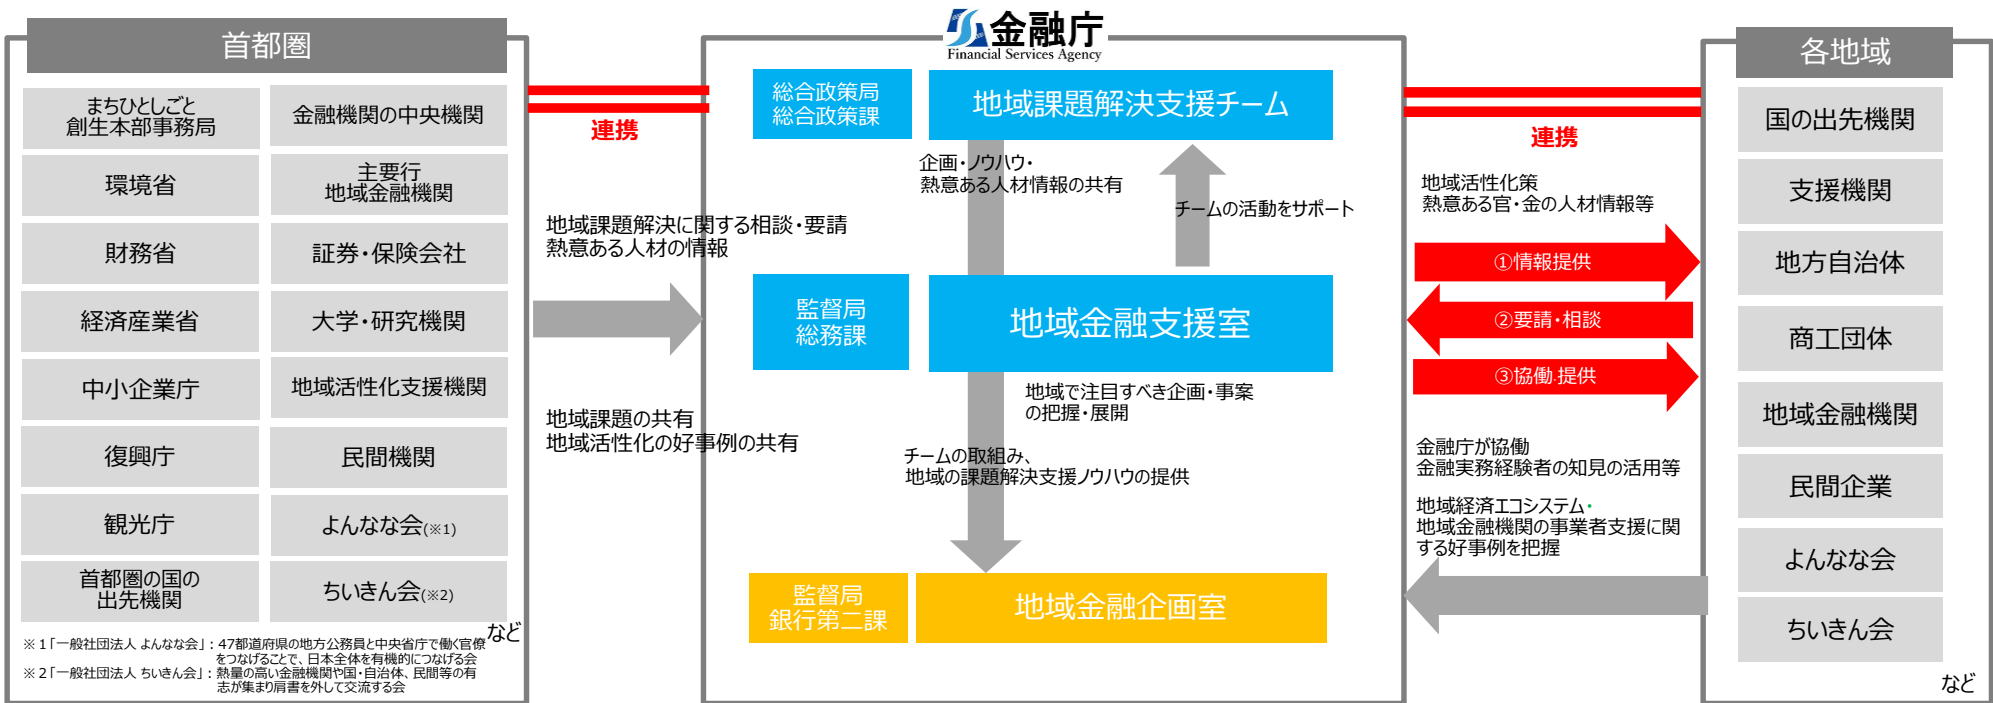 首都圏
まちひとしごと
創生本部事務局
金融機関の中央機関
環境省
主要行
地域金融機関
財務省
証券・保険会社
経済産業省
大学・研究機関
中小企業庁
地域活性化支援機関
復興庁
民間機関
観光庁
よんなな会(※1)
首都圏の国の
出先機関
ちいきん会(※2)
など
※1「一般社団法人 よんなな会」：47都道府県の地方公務員と中央省庁で働く官僚
をつなげることで、日本全体を有機的につなげる会
※2「一般社団法人 ちいきん会」：熱量の高い金融機関や国・自治体、民間等の有
志が集まり肩書を外して交流する会
連携
地域課題解決に関する相談・要請
熱意ある人材の情報
地域課題の共有
地域活性化の好事例の共有
金融庁
Financial Services Agency
総合政策局
総合政策課
地域課題解決支援チーム
企画・ノウハウ・
熱意ある人材情報の共有
チームの活動をサポート
監督局
総務課
地域金融支援室
地域で注目すべき企画・事案
の把握・展開
チームの取組み、
地域の課題解決支援ノウハウの提供
監督局
銀行第二課
地域金融企画室
連携
地域活性化策
熱意ある官・金の人材情報等
①情報提供
②要請・相談
③協働.提供
金融庁が協働
金融実務経験者の知見の活用等
地域経済エコシステム・
地域金融機関の事業者支援に関
する好事例を把握
各地域
国の出先機関
支援機関
地方自治体
商工団体
地域金融機関
民間企業
よんなな会
ちいきん会
など